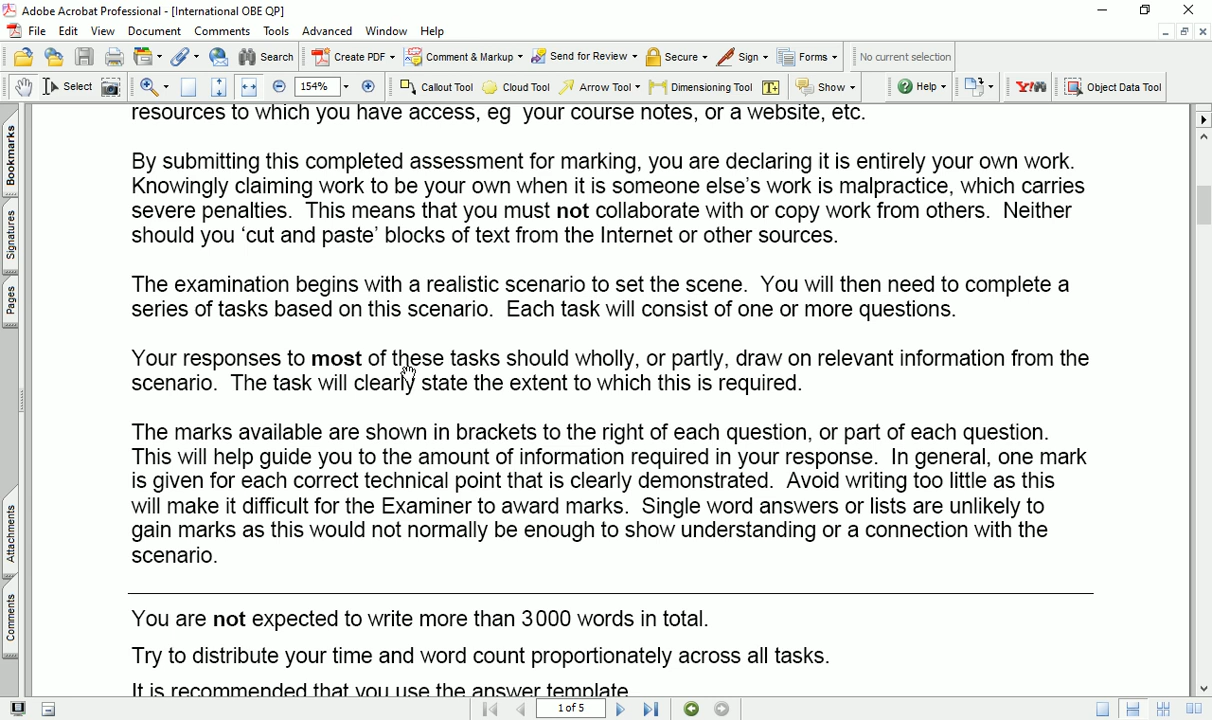 Adobe Acrobat Professional - [International OBE QP]
File Edit View Document Comments Tools Advanced Window Help
Search Create PDF Comment & Markup Send for Review Secure Sign Forms No current selection
Select 154% Callout Tool Cloud Tool Arrow Tool Dimensioning Tool Show Help Y! Object Data Tool
Bookmarks
Signatures
Pages
Attachments
Comments
resources to which you have access, eg your course notes, or a website, etc.
By submitting this completed assessment for marking, you are declaring it is entirely your own work.
Knowingly claiming work to be your own when it is someone else's work is malpractice, which carries
severe penalties. This means that you must not collaborate with or copy work from others. Neither
should you ‘cut and paste’ blocks of text from the Internet or other sources.
The examination begins with a realistic scenario to set the scene. You will then need to complete a
series of tasks based on this scenario. Each task will consist of one or more questions.
Your responses to most of these tasks should wholly, or partly, draw on relevant information from the
scenario. The task will clearly state the extent to which this is required.
The marks available are shown in brackets to the right of each question, or part of each question.
This will help guide you to the amount of information required in your response. In general, one mark
is given for each correct technical point that is clearly demonstrated. Avoid writing too little as this
will make it difficult for the Examiner to award marks. Single word answers or lists are unlikely to
gain marks as this would not normally be enough to show understanding or a connection with the
scenario.
You are not expected to write more than 3000 words in total.
Try to distribute your time and word count proportionately across all tasks.
It is recommended that you use the answer template
1 of 5